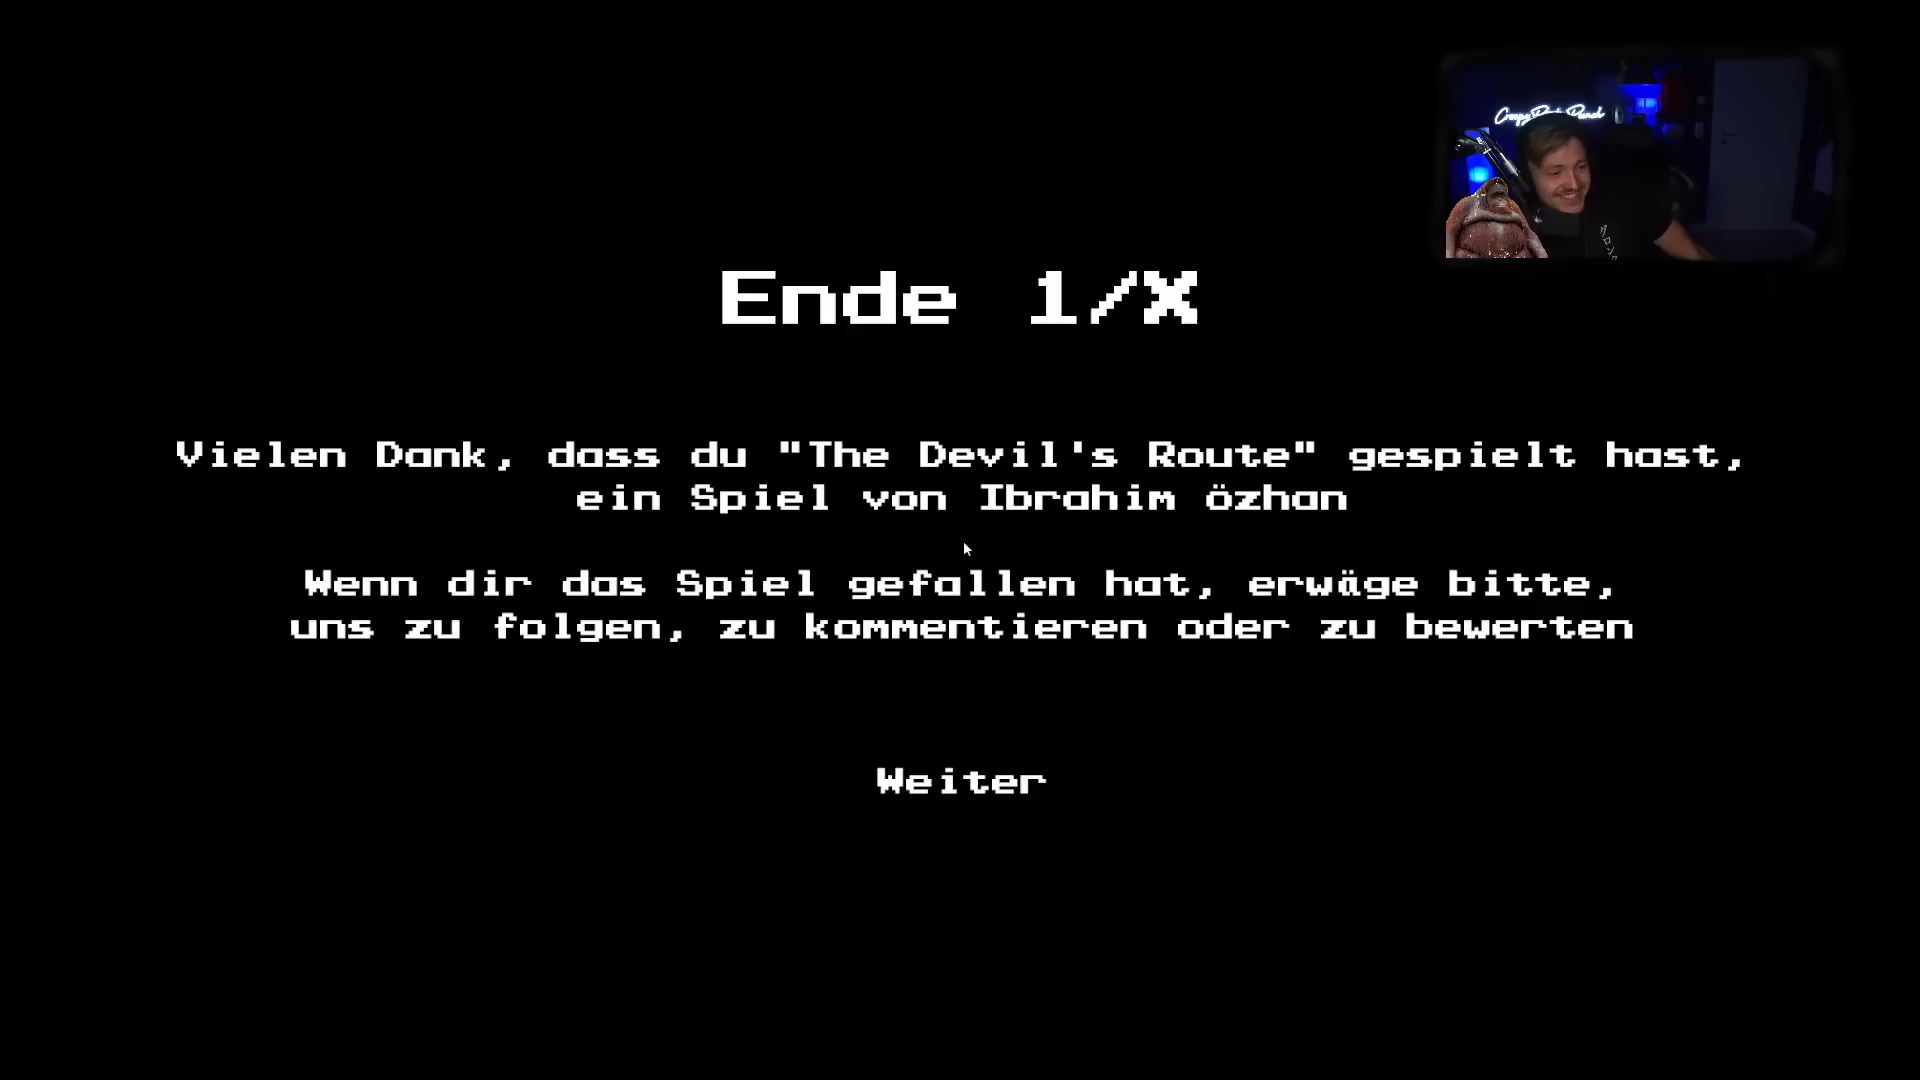 Ende 1/X
Vielen Dank, dass du "The Devil's Route" gespielt hast,
ein Spiel von Ibrahim özhan
Wenn dir das Spiel gefallen hat, erwäge bitte,
uns zu folgen, zu kommentieren oder zu bewerten
Weiter